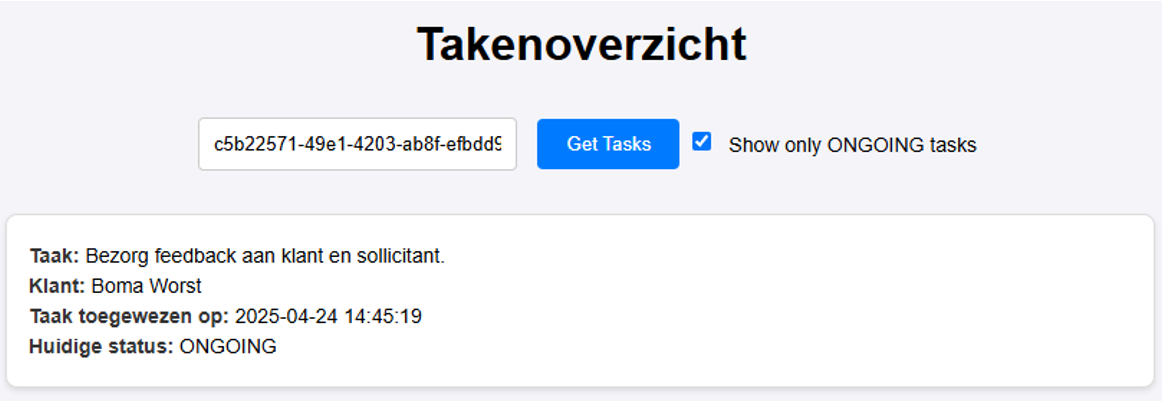 Takenoverzicht
c5b22571-49e1-4203-ab8f-efbdd9
Get Tasks
Show only ONGOING tasks
Taak: Bezorg feedback aan klant en sollicitant.
Klant: Boma Worst
Taak toegewezen op: 2025-04-24 14:45:19
Huidige status: ONGOING